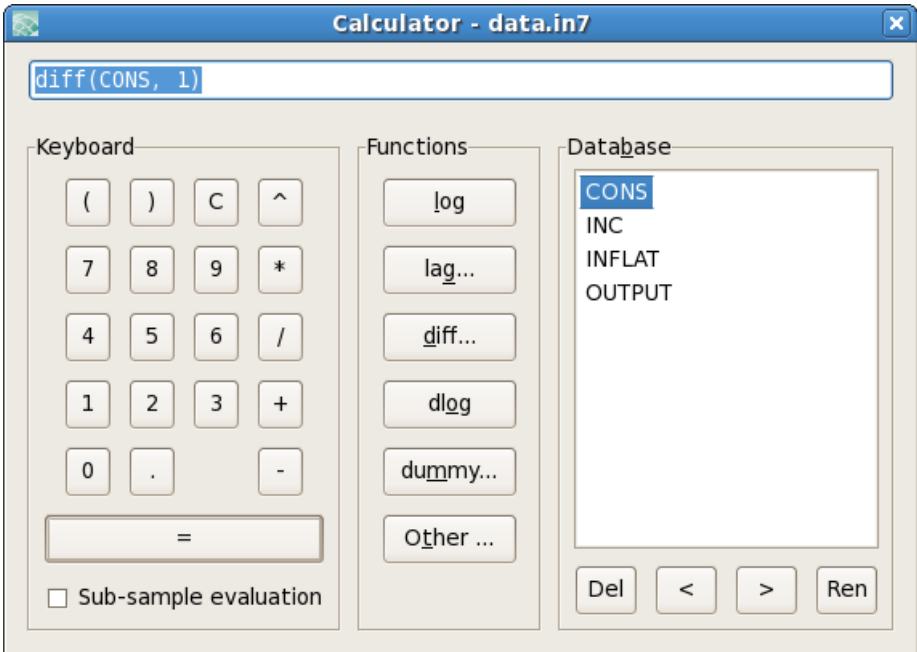 Calculator - data.in7
diff(CONS, 1)
Keyboard
( ) C ^
7 8 9 *
4 5 6 /
1 2 3 +
0 . -
=
Sub-sample evaluation
Functions
log
lag...
diff...
dlog
dummy...
Other ...
Database
CONS
INC
INFLAT
OUTPUT
Del < > Ren